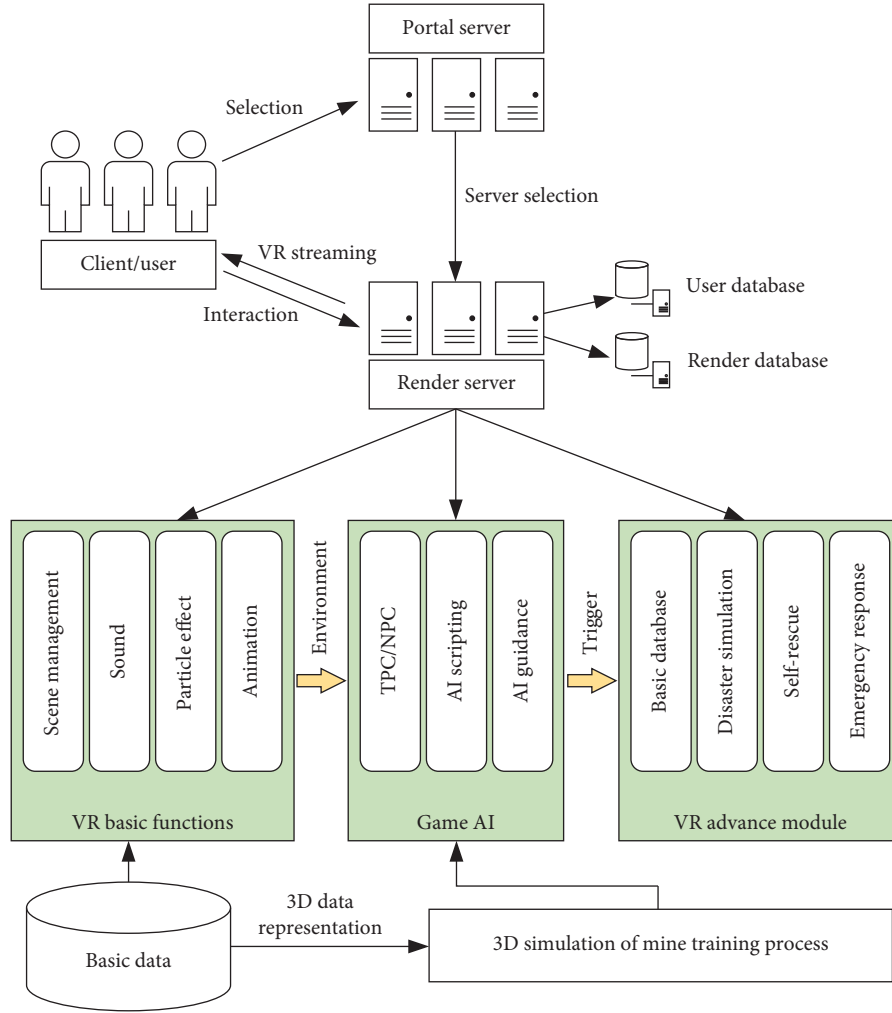 Portal server
Selection
Server selection
Client/user
VR streaming
Interaction
User database
Render database
Render server
Scene management
Sound
Particle effect
Animation
VR basic functions
Environment
TPC/NPC
AI scripting
AI guidance
Game AI
Trigger
Basic database
Disaster simulation
Self-rescue
Emergency response
VR advance module
Basic data
3D data
representation
3D simulation of mine training process